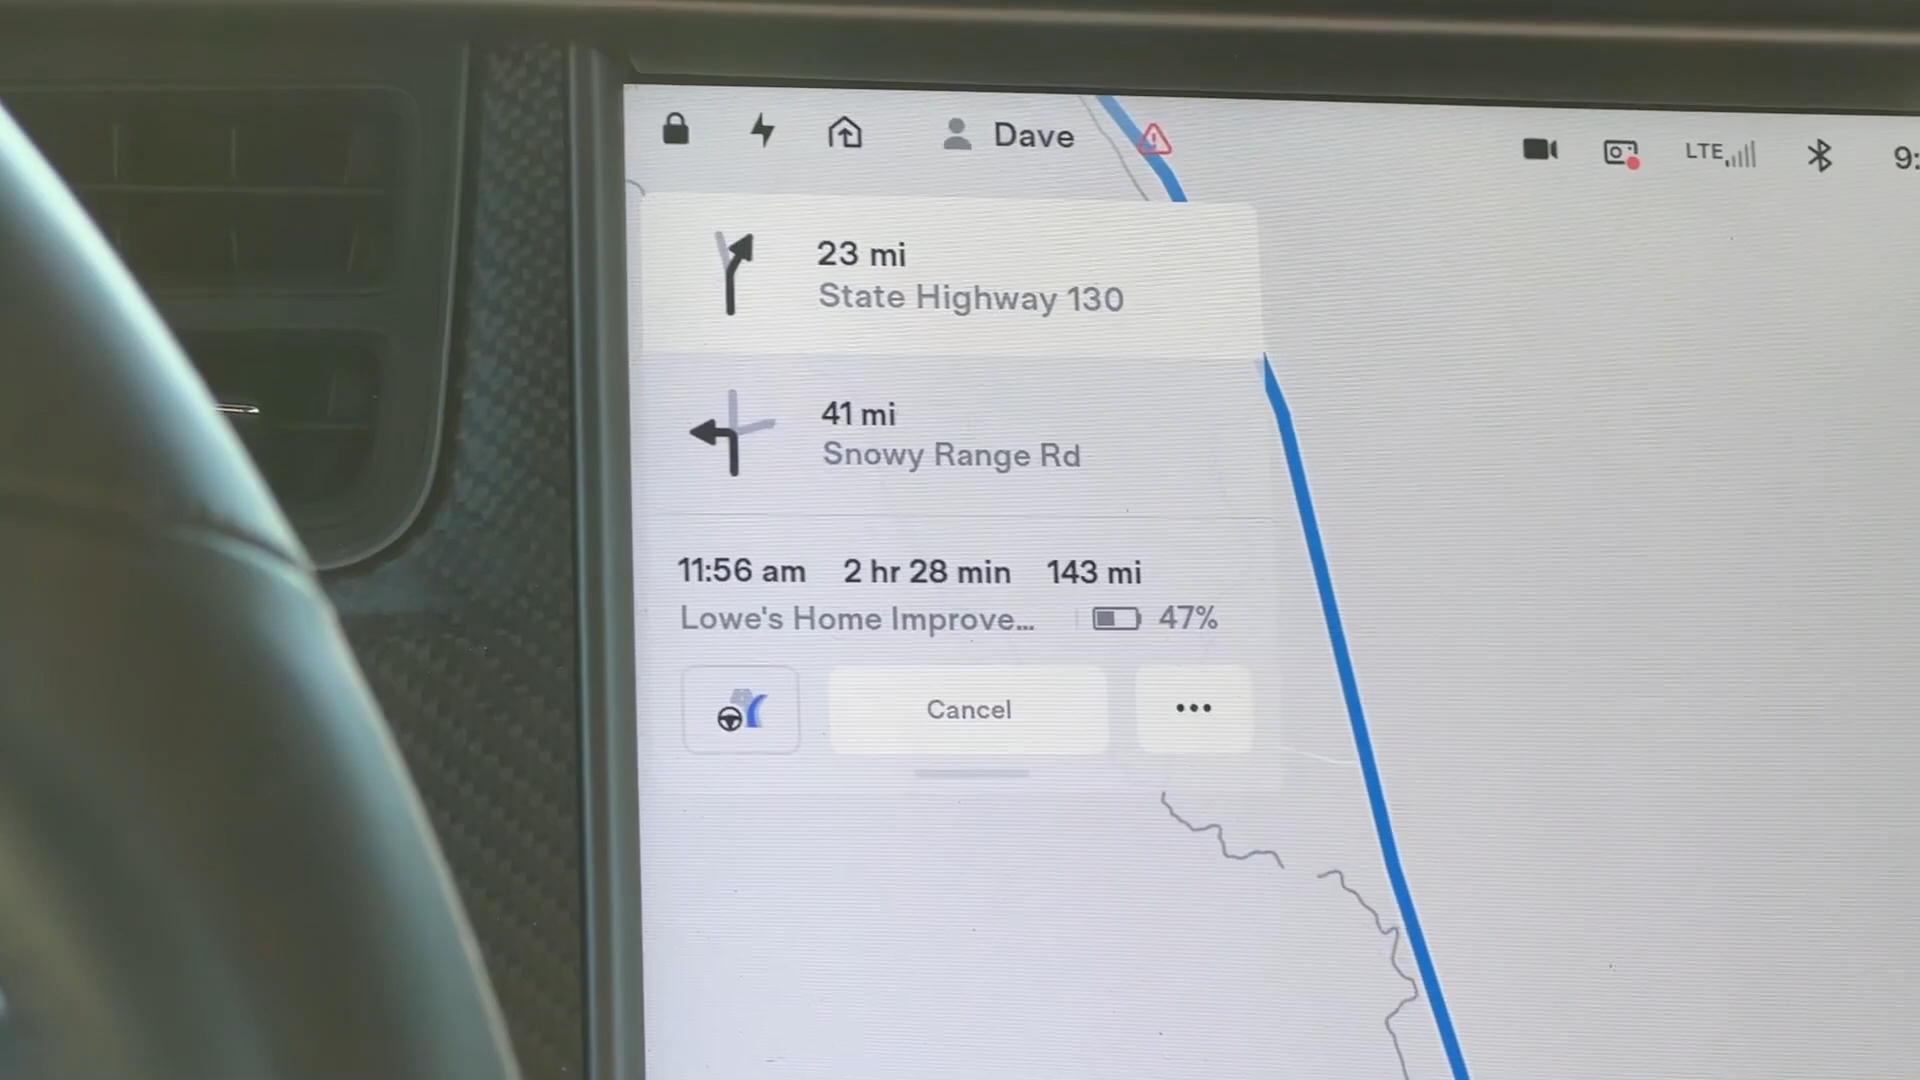 Dave
LTE
9:
23 mi
State Highway 130
41 mi
Snowy Range Rd
11:56 am 2 hr 28 min 143 mi
Lowe's Home Improve... 47%
Cancel